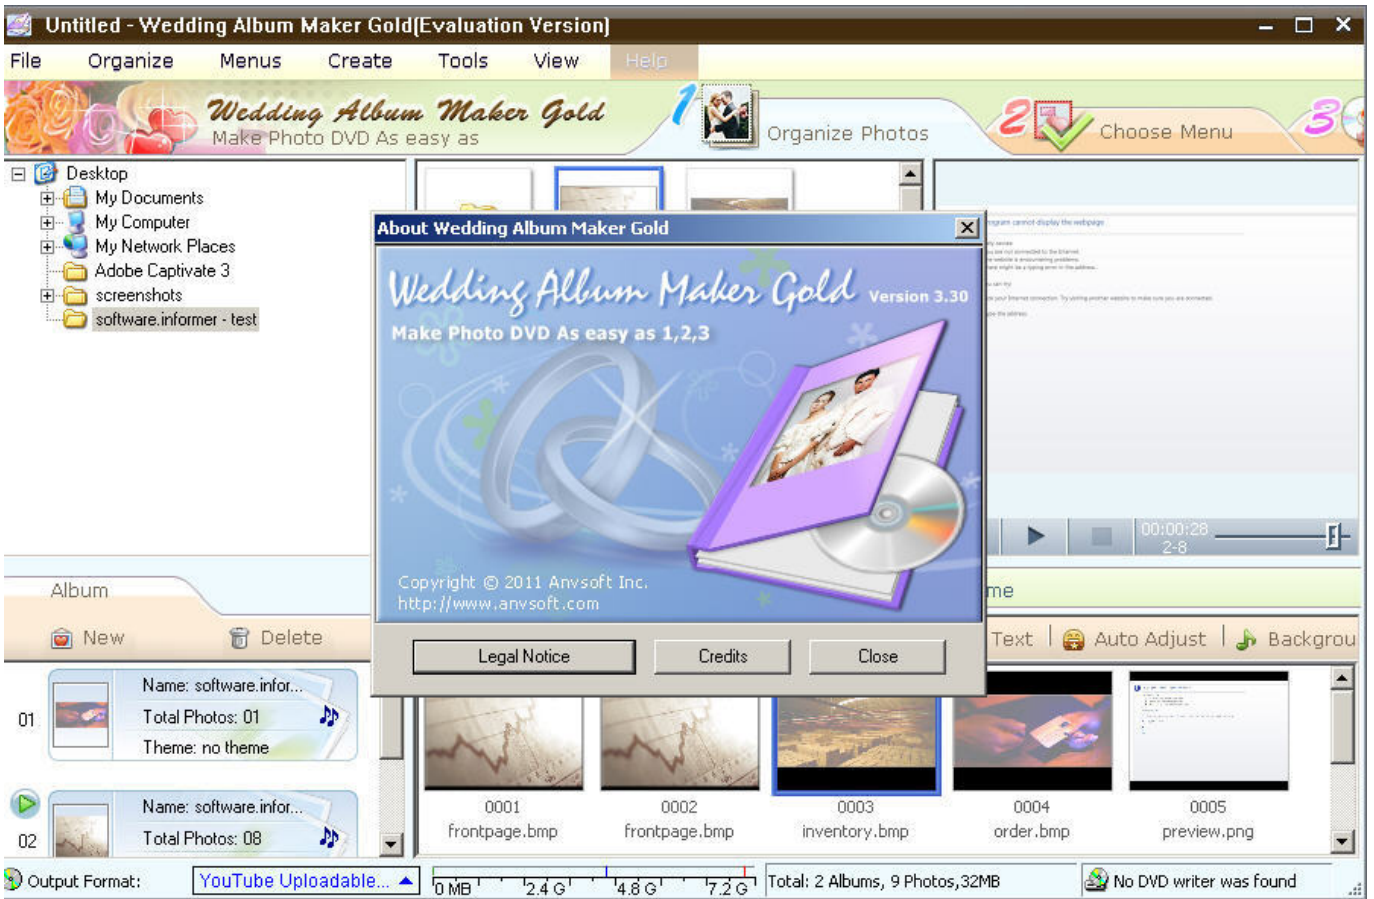 Untitled - Wedding Album Maker Gold(Evaluation Version)
File Organize Menus Create Tools View Help
Wedding Album Maker Gold
Make Photo DVD As easy as
1 Organize Photos
2 Choose Menu
3
Desktop
My Documents
My Computer
My Network Places
Adobe Captivate 3
screenshots
software.informer - test
About Wedding Album Maker Gold
Wedding Album Maker Gold Version 3.30
Make Photo DVD As easy as 1,2,3
Copyright © 2011 Anvsoft Inc.
http://www.anvsoft.com
Legal Notice Credits Close
cannot display the webpage
00:00:28
2-8
Album
me
New Delete
Text Auto Adjust Backgrou
01
Name: software.infor...
Total Photos: 01
Theme: no theme
02
Name: software.infor...
Total Photos: 08
0001 0002 0003 0004 0005
frontpage.bmp frontpage.bmp inventory.bmp order.bmp preview.png
Output Format: YouTube Uploadable...
0 MB 2.4 G 4.8 G 7.2 G
Total: 2 Albums, 9 Photos,32MB
No DVD writer was found